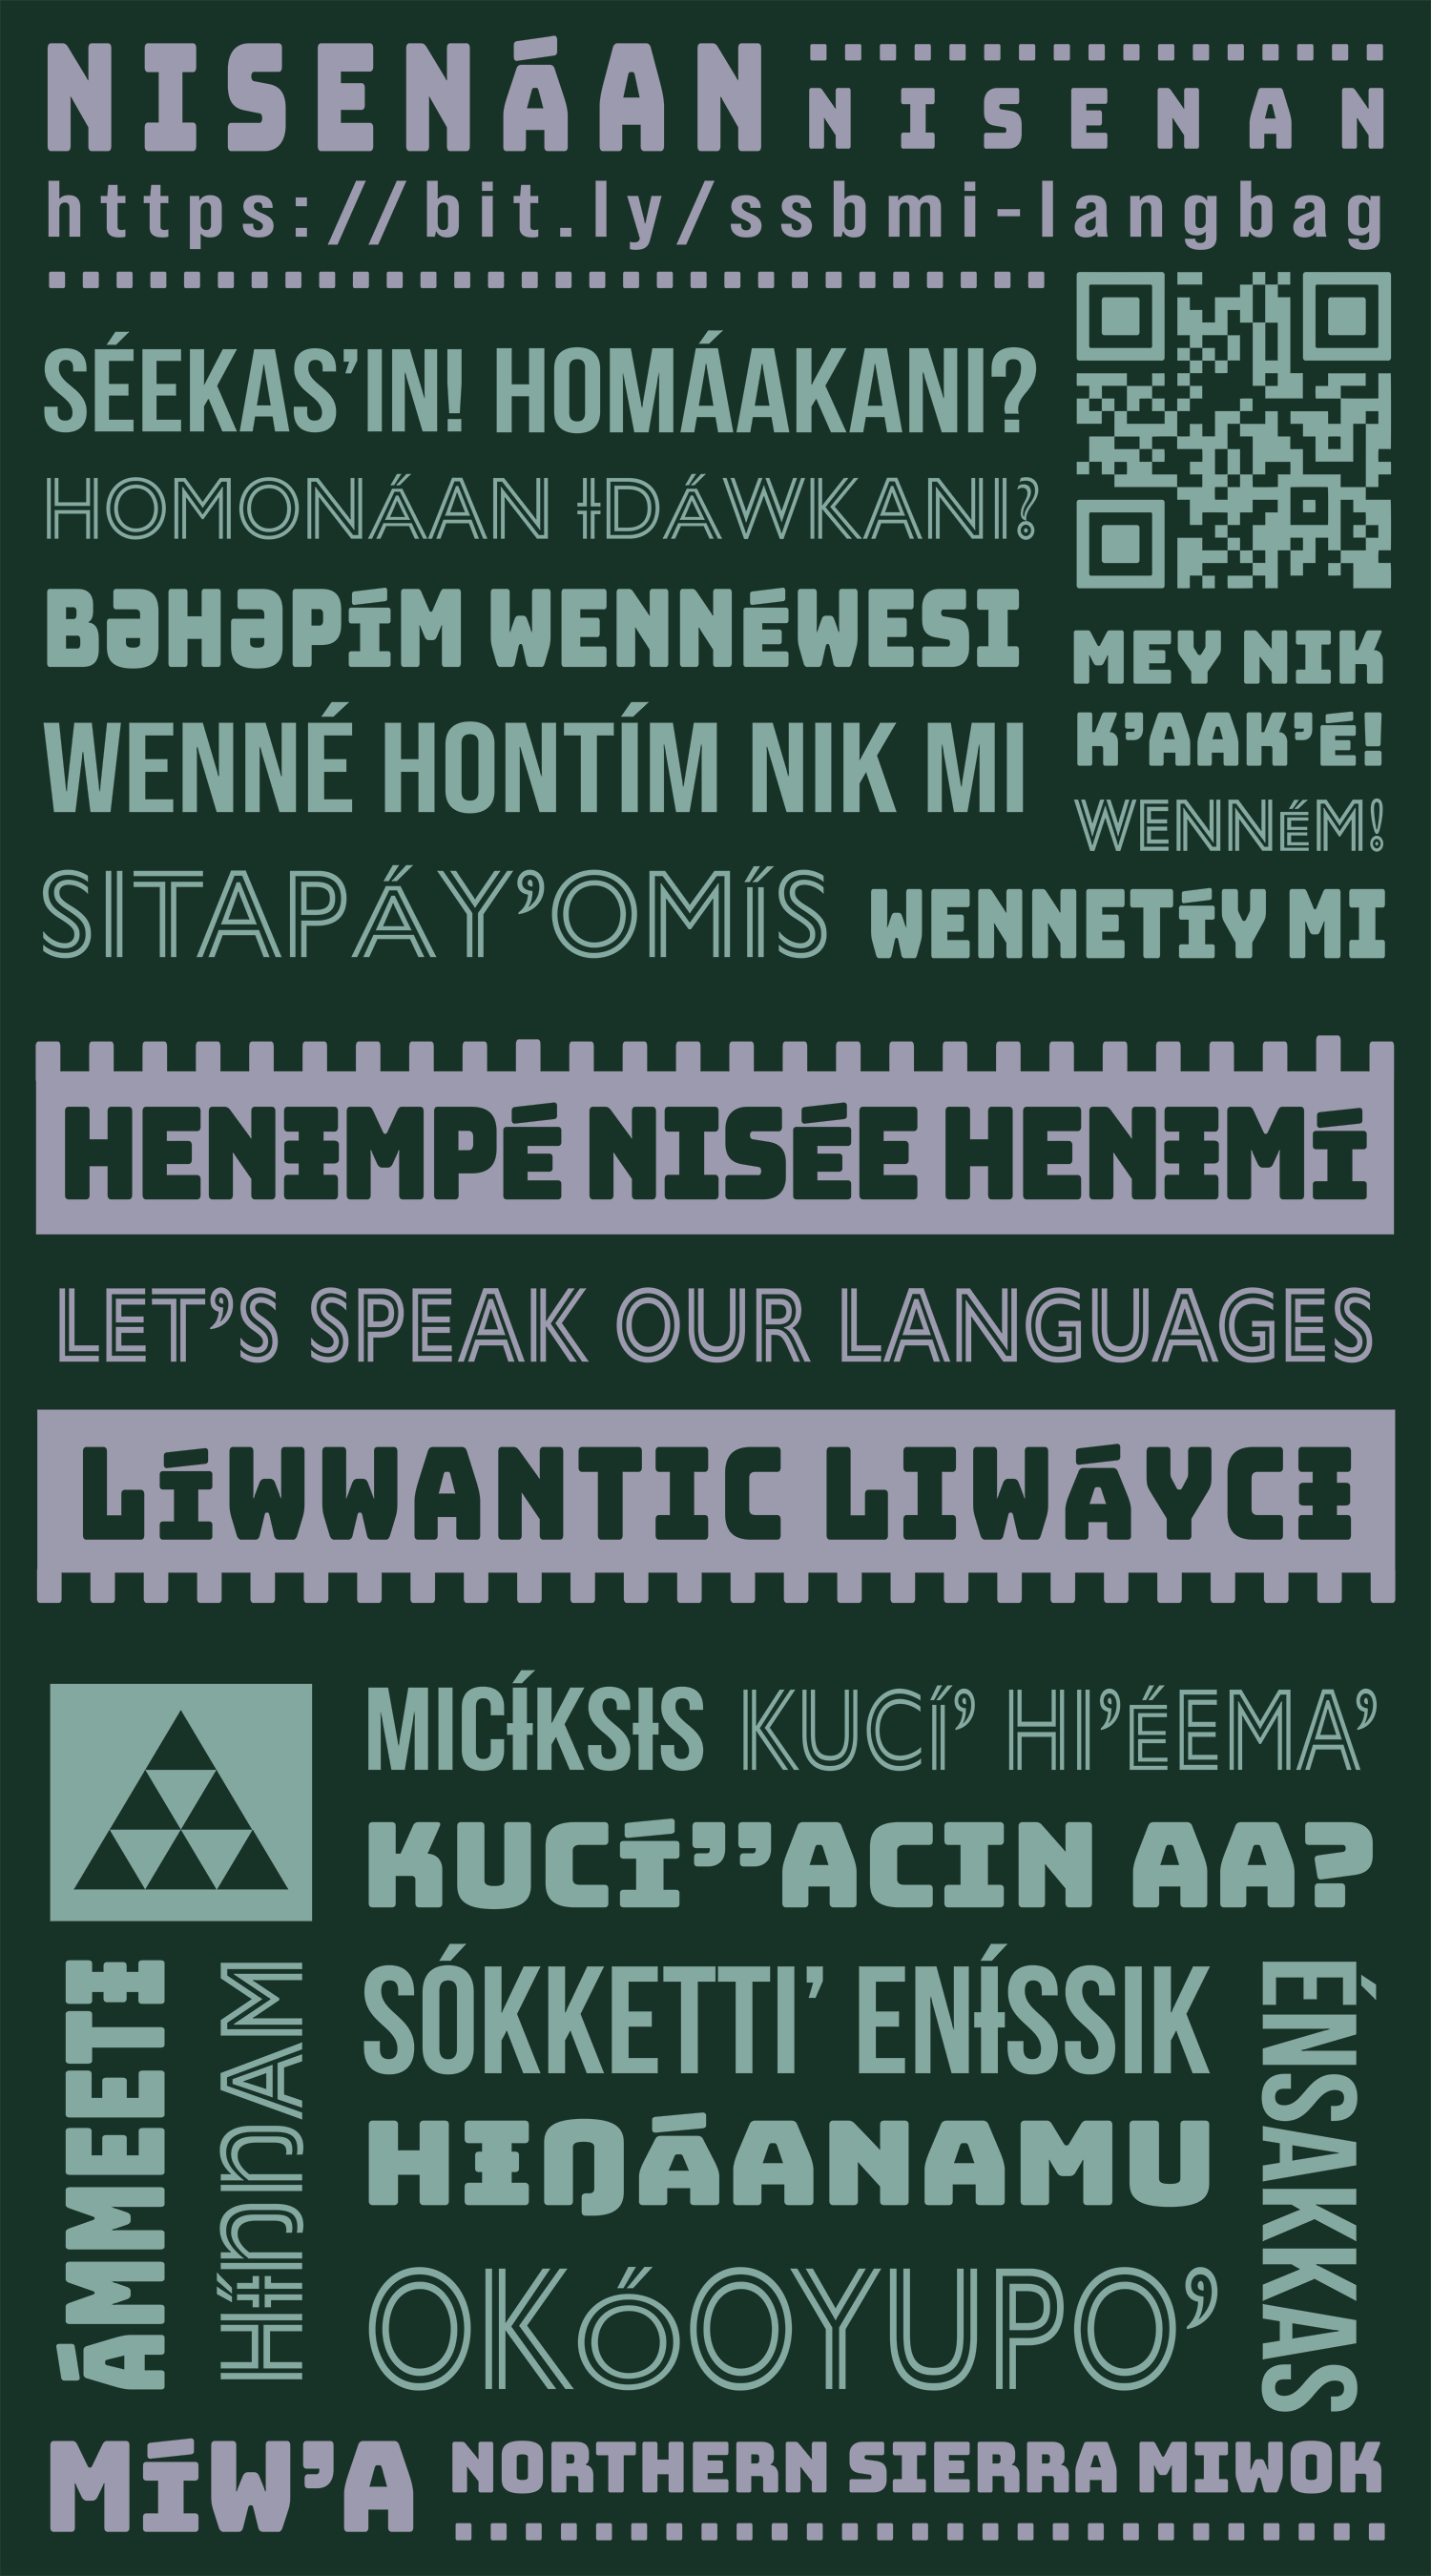 NISENÁAN NISENAN
https://bit.ly/ssbmi-langbag
SÉEKAS’IN! HOMÁAKANI?
HOMONÁAN ƗDÁWKANI?
BƏHƏPÍM WENNÉWESI
MEY NIK
K’AAK’É!
WENNÉ HONTÍM NIK MI
WENNÉM!
SITAPÁY’OMÍS WENNETÍY MI
HENƗMPÉ NISÉE HENƗMÍ
LET’S SPEAK OUR LANGUAGES
LÍWWANTIC LIWÁYCƗ
MICƗ́KSƗS KUCÍ’ HI’ÉEMA’
KUCÍ’’ACIN AA?
ÁMMEETƗ
HƗ́ŊŊAM
SÓKKETTI’ ENƗ́SSIK
HƗŊÁANAMU
OKÓOYUPO’
ÉNSAKKAS
MÍW’A NORTHERN SIERRA MIWOK